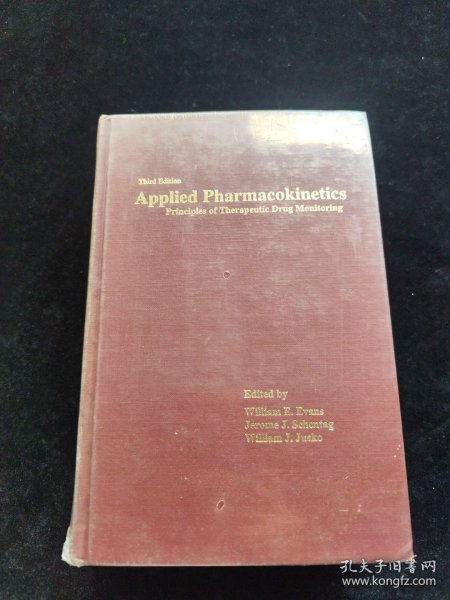 Third Edition
Applied Pharmacokinetics
Principles of Therapeutic Drug Monitoring
Edited by
William E. Evans
Jerome J. Schentag
William J. Jusko
孔夫子旧书网
www.kongfz.com